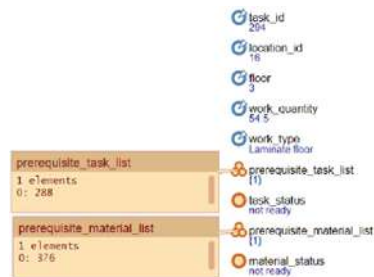 task_id
294
location_id
16
floor
3
work_quantity
54.5
work_type
Laminate floor
prerequisite_task_list
1 elements
0: 288
prerequisite_task_list
{1}
task_status
not ready
prerequisite_material_list
1 elements
0: 376
prerequisite_material_list
{1}
material_status
not ready